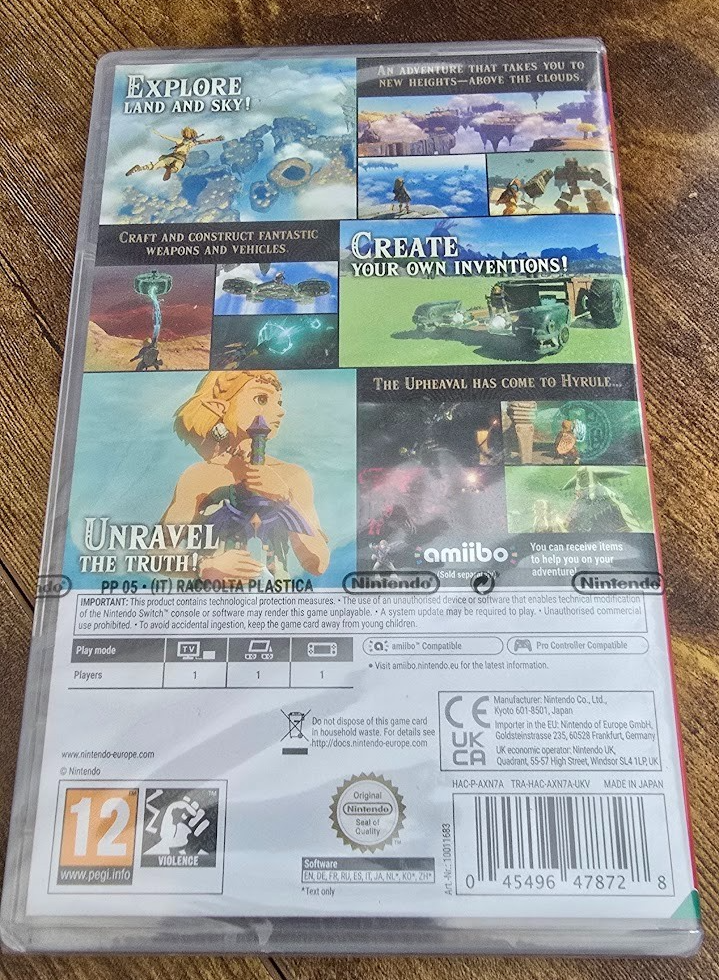 EXPLORE
LAND AND SKY!
AN ADVENTURE THAT TAKES YOU TO
NEW HEIGHTS—ABOVE THE CLOUDS.
CRAFT AND CONSTRUCT FANTASTIC
WEAPONS AND VEHICLES.
CREATE
YOUR OWN INVENTIONS!
THE UPHEAVAL HAS COME TO HYRULE...
UNRAVEL
THE TRUTH!
amiibo
(Sold separately)
You can receive items
to help you on your
adventure!
PP 05 • (IT) RACCOLTA PLASTICA
Nintendo
Nintendo
IMPORTANT: This product contains technological protection measures. • The use of an unauthorised device or software that enables technical modification
of the Nintendo Switch™ console or software may render this game unplayable. • A system update may be required to play. • Unauthorised commercial
use prohibited. • To avoid accidental ingestion, keep the game card away from young children.
Play mode
TV
Players 1 1 1
amiibo™ Compatible
Pro Controller Compatible
• Visit amiibo.nintendo.eu for the latest information.
Do not dispose of this game card
in household waste. For details see
http://docs.nintendo-europe.com
CE
UK
CA
Manufacturer: Nintendo Co., Ltd.,
Kyoto 601-8501, Japan
Importer in the EU: Nintendo of Europe GmbH,
Goldsteinstrasse 235, 60528 Frankfurt, Germany
UK economic operator: Nintendo UK,
Quadrant, 55-57 High Street, Windsor SL4 1LP, UK
www.nintendo-europe.com
© Nintendo
HAC-P-AXN7A TRA-HAC-AXN7A-UKV MADE IN JAPAN
12
www.pegi.info
VIOLENCE
Original
Nintendo
Seal of
Quality
Software
EN, DE, FR, RU, ES, IT, JA, NL*, KO*, ZH*
*Text only
Art.-Nr.: 10011683
0 45496 47872 8